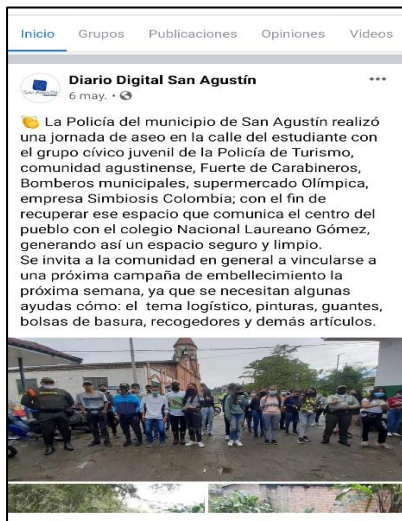 Inicio Grupos Publicaciones Opiniones Videos
Diario Digital San Agustín
6 may.
👏 La Policía del municipio de San Agustín realizó
una jornada de aseo en la calle del estudiante con
el grupo cívico juvenil de la Policía de Turismo,
comunidad agustinense, Fuerte de Carabineros,
Bomberos municipales, supermercado Olímpica,
empresa Simbiosis Colombia; con el fin de
recuperar ese espacio que comunica el centro del
pueblo con el colegio Nacional Laureano Gómez,
generando así un espacio seguro y limpio.
Se invita a la comunidad en general a vincularse a
una próxima campaña de embellecimiento la
próxima semana, ya que se necesitan algunas
ayudas cómo: el tema logístico, pinturas, guantes,
bolsas de basura, recogedores y demás artículos.